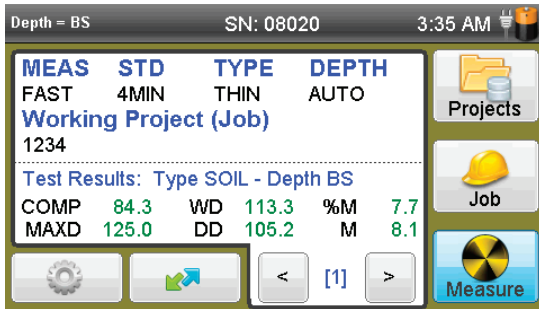 Depth = BS SN: 08020 3:35 AM
MEAS STD TYPE DEPTH
FAST 4MIN THIN AUTO
Working Project (Job)
1234
Test Results: Type SOIL - Depth BS
COMP 84.3 WD 113.3 %M 7.7
MAXD 125.0 DD 105.2 M 8.1
< [1] >
Projects
Job
Measure